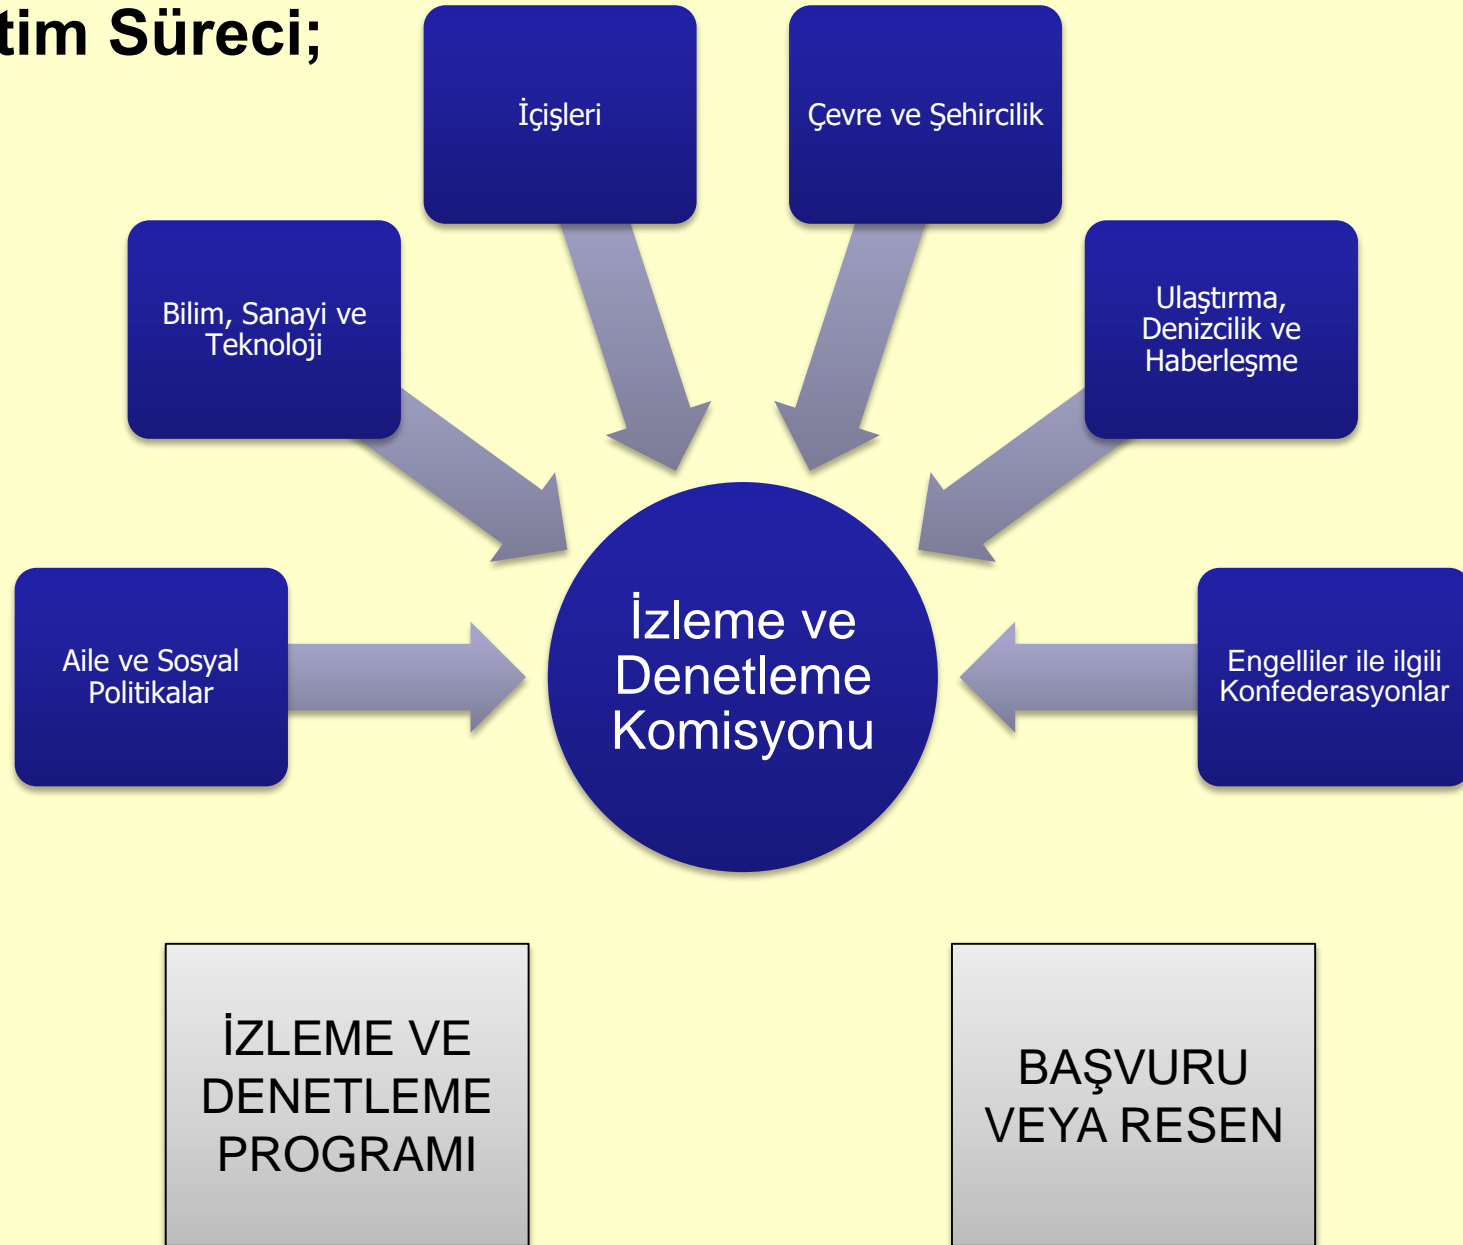 tim Süreci;
İçişleri
Çevre ve Şehircilik
Bilim, Sanayi ve
Teknoloji
Ulaştırma,
Denizcilik ve
Haberleşme
Aile ve Sosyal
Politikalar
İzleme ve
Denetleme
Komisyonu
Engelliler ile ilgili
Konfederasyonlar
İZLEME VE
DENETLEME
PROGRAMI
BAŞVURU
VEYA RESEN